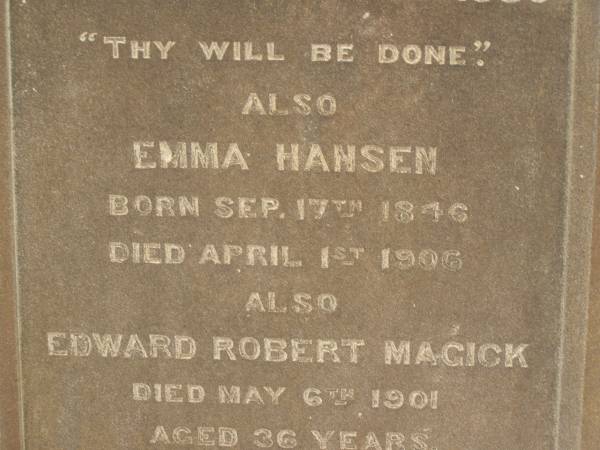 "THY WILL BE DONE".
ALSO
EMMA HANSEN
BORN SEP. 17TH 1846
DIED APRIL 1ST 1906
ALSO
EDWARD ROBERT MAGICK
DIED MAY 6TH 1901
AGED 36 YEARS.